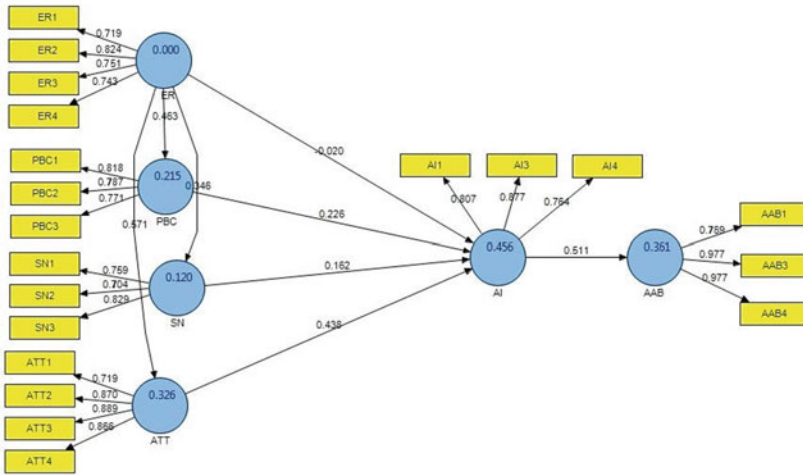 ER1
0.719
ER2
0.824
ER3
0.751
ER4
0.743
0.000
ER
0.463
-0.020
PBC1
0.818
PBC2
0.787
PBC3
0.771
0.215
PBC
0.346
0.226
0.571
SN1
0.759
SN2
0.704
SN3
0.829
0.120
SN
0.162
ATT1
0.719
ATT2
0.870
ATT3
0.889
ATT4
0.866
0.326
ATT
0.438
AI1
AI3
AI4
0.807
0.877
0.764
0.456
AI
0.511
0.361
AAB
AAB1
0.789
AAB3
0.977
AAB4
0.977